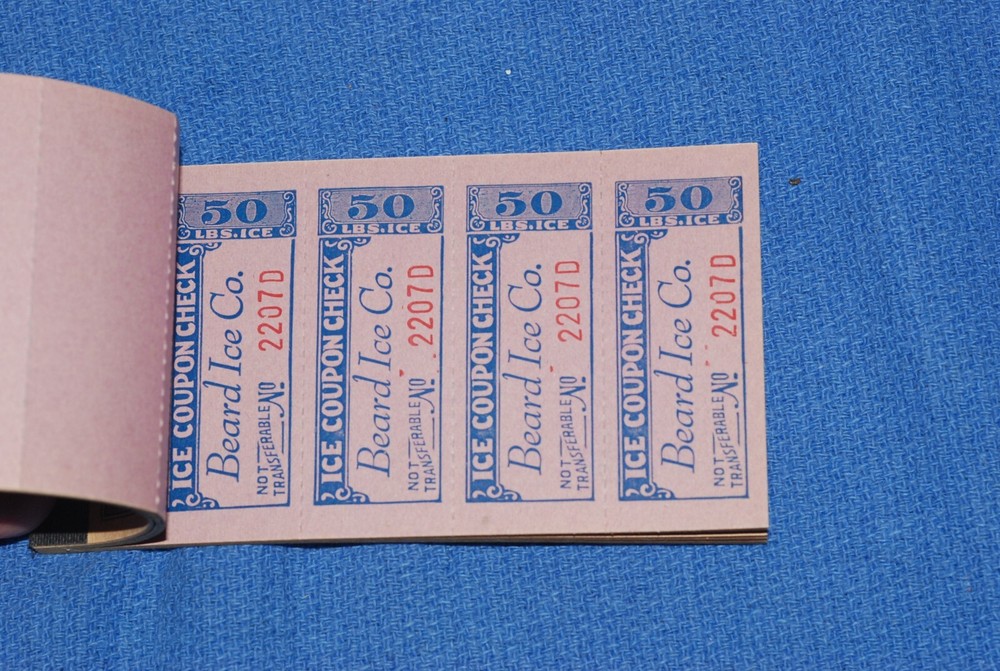 50
LBS. ICE
ICE COUPON CHECK
Beard Ice Co.
NOT TRANSFERABLE
No 2207D
50
LBS. ICE
ICE COUPON CHECK
Beard Ice Co.
NOT TRANSFERABLE
No 2207D
50
LBS. ICE
ICE COUPON CHECK
Beard Ice Co.
NOT TRANSFERABLE
No 2207D
50
LBS. ICE
ICE COUPON CHECK
Beard Ice Co.
NOT TRANSFERABLE
No 2207D